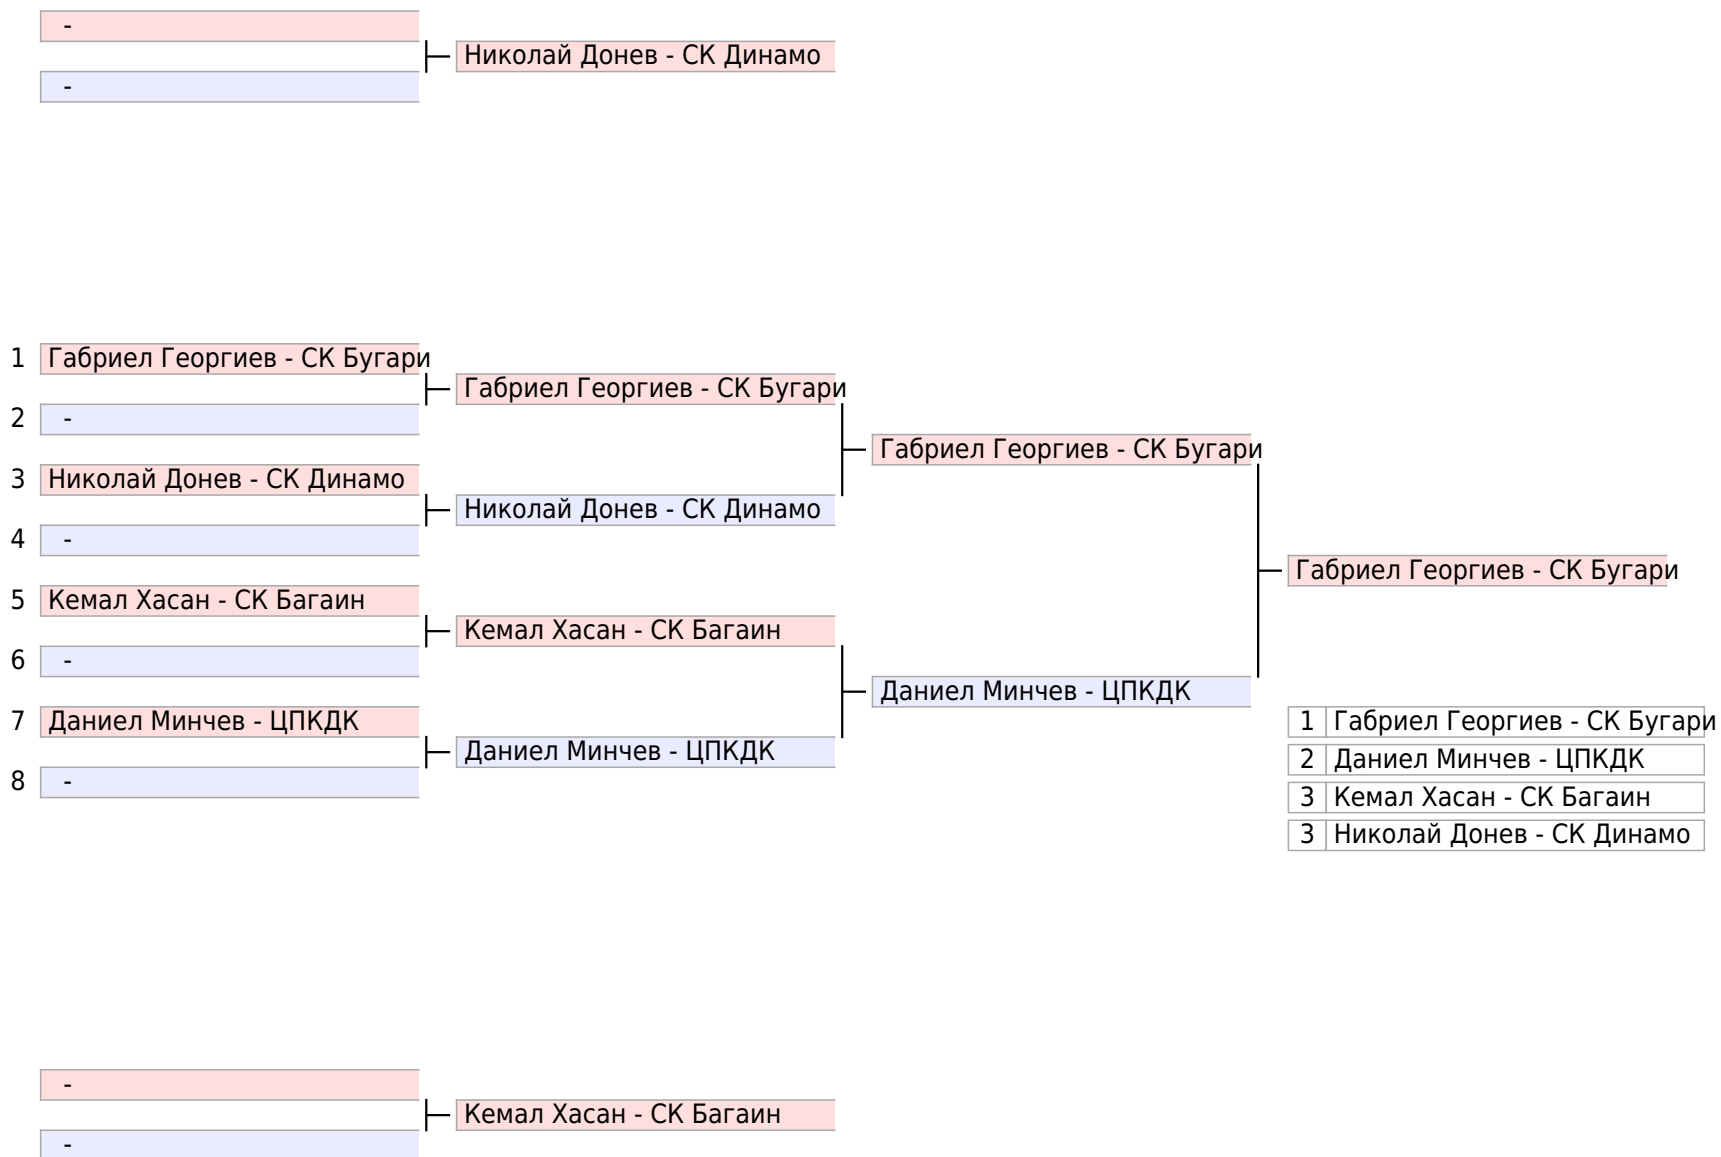 -
Николай Донев - СК Динамо
-
1 Габриел Георгиев - СК Бугари
Габриел Георгиев - СК Бугари
2 -
Габриел Георгиев - СК Бугари
3 Николай Донев - СК Динамо
Николай Донев - СК Динамо
4 -
Габриел Георгиев - СК Бугари
5 Кемал Хасан - СК Багаин
Кемал Хасан - СК Багаин
6 -
Даниел Минчев - ЦПКДК
7 Даниел Минчев - ЦПКДК
Даниел Минчев - ЦПКДК
8 -
1 Габриел Георгиев - СК Бугари
2 Даниел Минчев - ЦПКДК
3 Кемал Хасан - СК Багаин
3 Николай Донев - СК Динамо
-
Кемал Хасан - СК Багаин
-